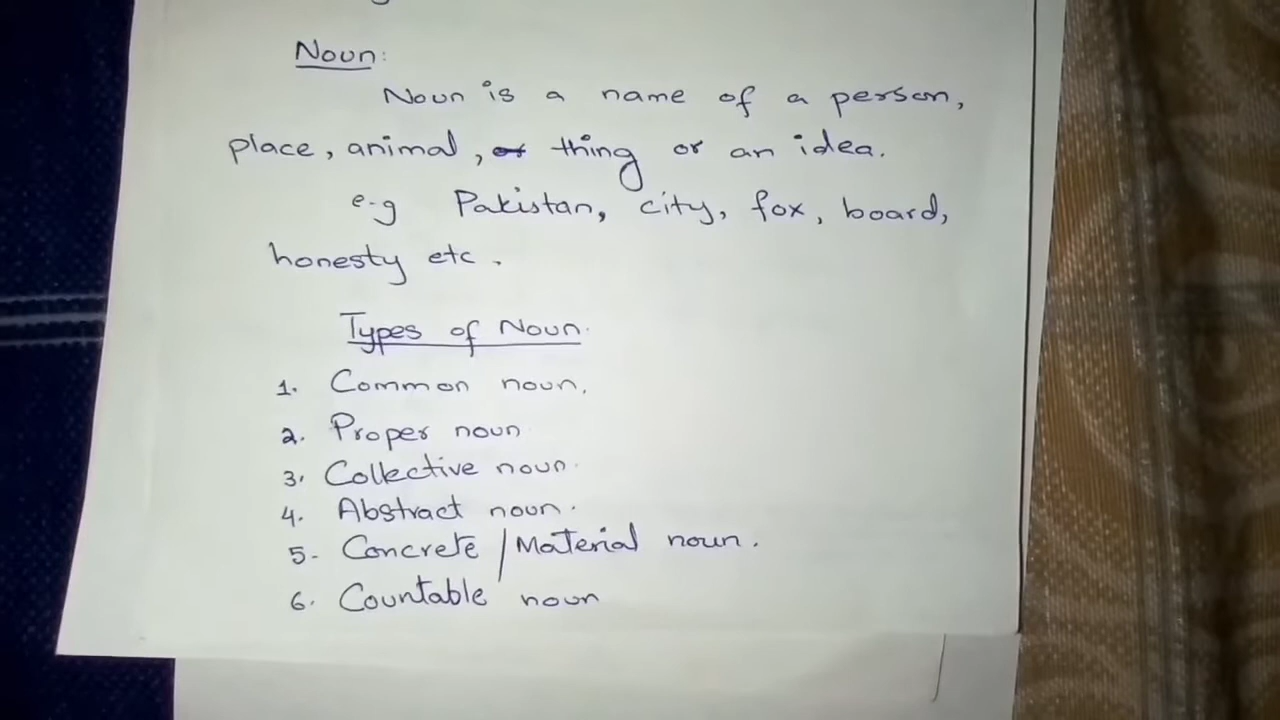 Noun:
Noun is a name of a person,
place, animal, or thing or an idea.
e-g Pakistan, city, fox, board,
honesty etc.
Types of Noun.
1. Common noun.
2. Proper noun
3. Collective noun.
4. Abstract noun.
5- Concrete / Material noun.
6. Countable noun